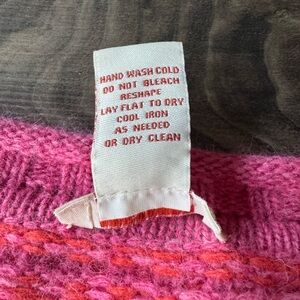 HAND WASH COLD
DO NOT BLEACH
RESHAPE
LAY FLAT TO DRY
COOL IRON
AS NEEDED
OR DRY CLEAN